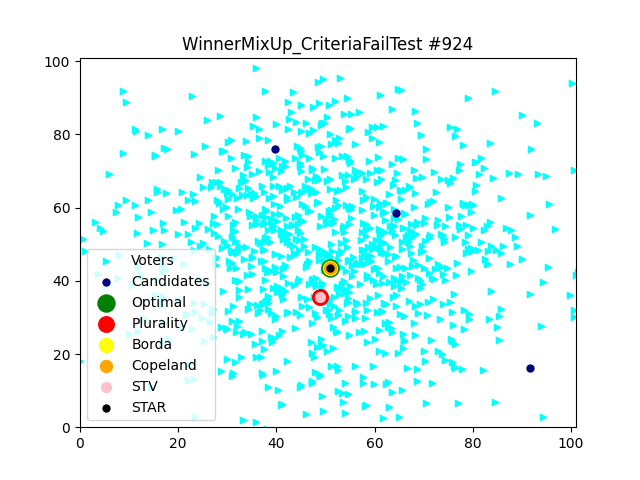 WinnerMixUp_CriteriaFailTest #924
100
80
60
40
20
0
Voters
Candidates
Optimal
Plurality
Borda
Copeland
STV
STAR
0 20 40 60 80 100